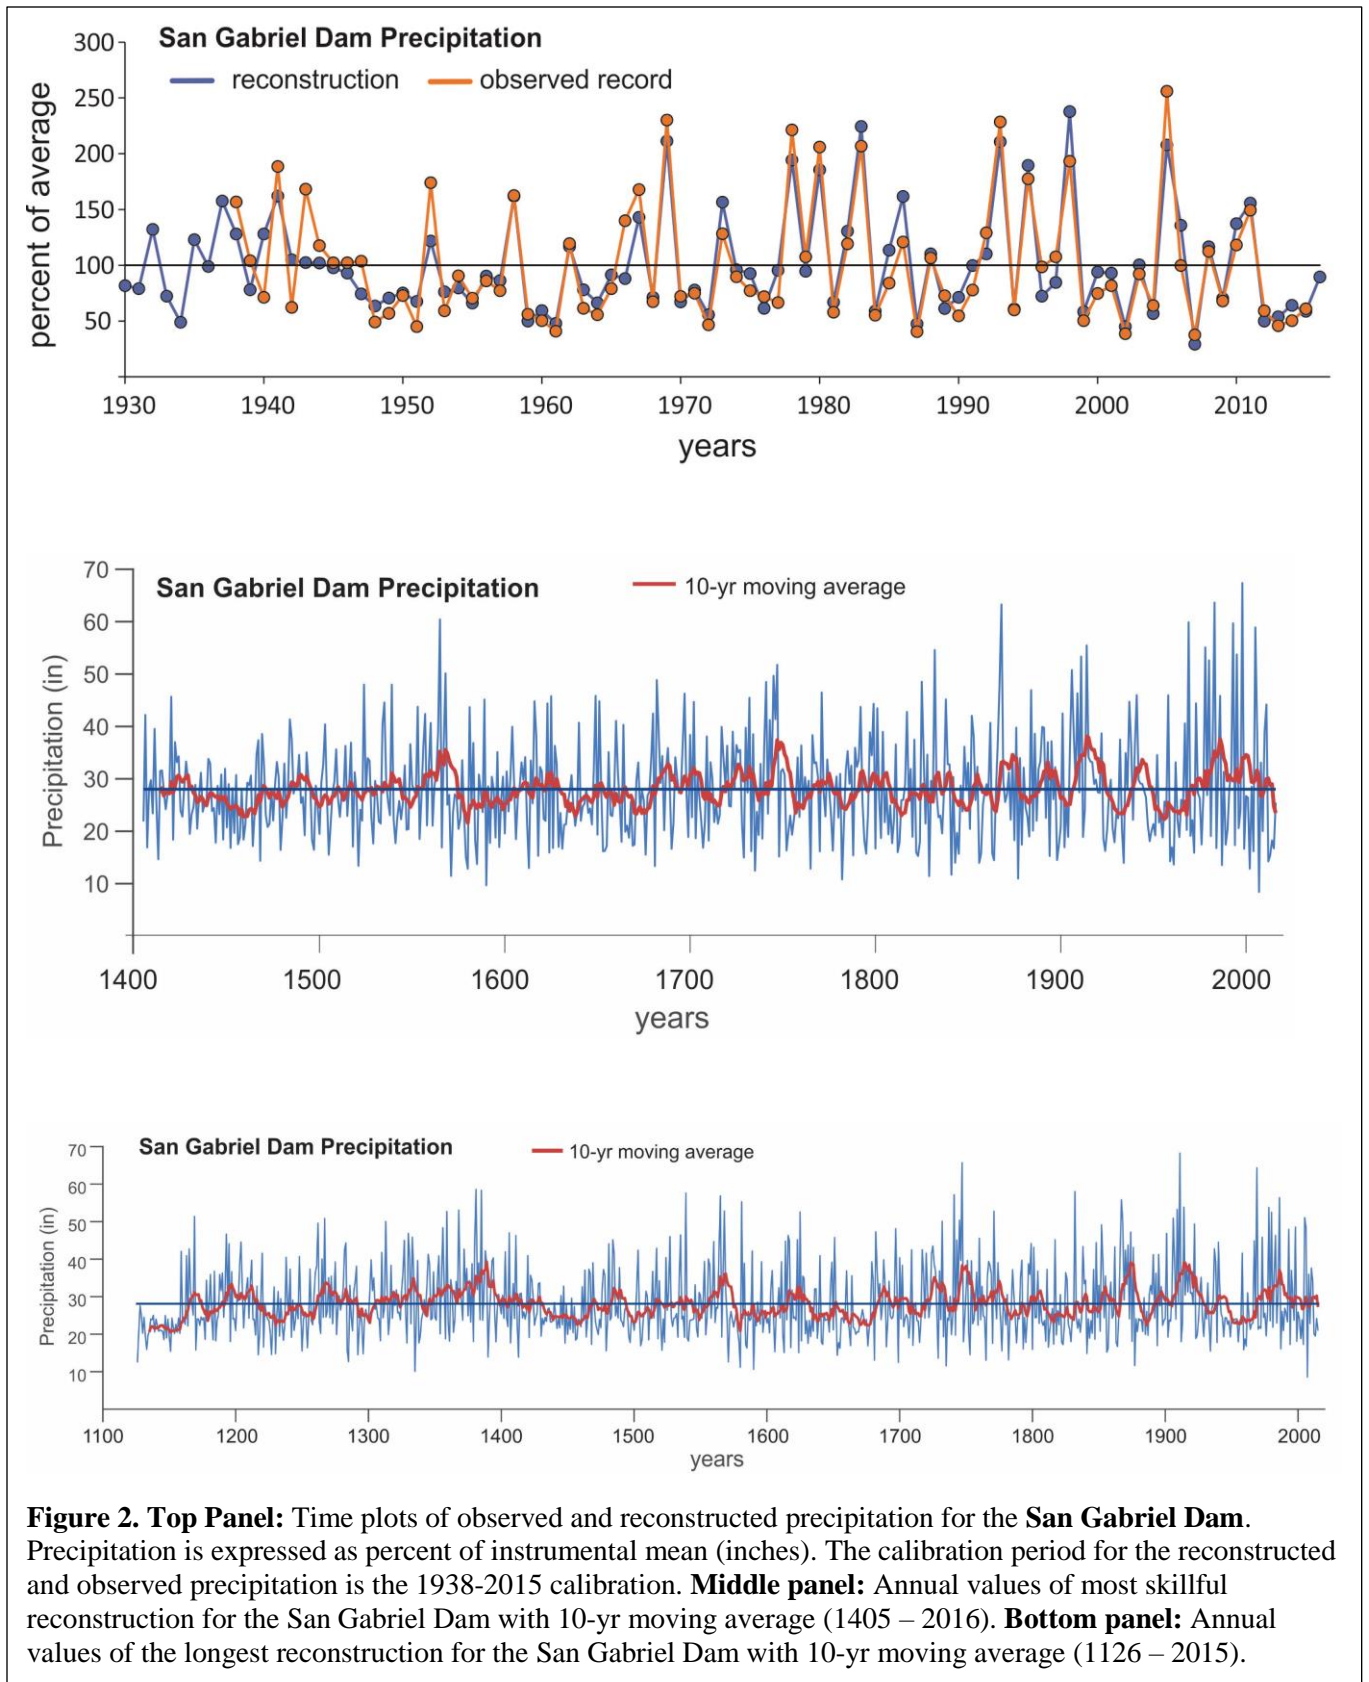 San Gabriel Dam Precipitation
reconstruction observed record
percent of average
300
250
200
150
100
50
1930 1940 1950 1960 1970 1980 1990 2000 2010
years
San Gabriel Dam Precipitation
10-yr moving average
Precipitation (in)
70
60
50
40
30
20
10
1400 1500 1600 1700 1800 1900 2000
years
San Gabriel Dam Precipitation
10-yr moving average
Precipitation (in)
70
60
50
40
30
20
10
1100 1200 1300 1400 1500 1600 1700 1800 1900 2000
years
Figure 2. Top Panel: Time plots of observed and reconstructed precipitation for the San Gabriel Dam.
Precipitation is expressed as percent of instrumental mean (inches). The calibration period for the reconstructed
and observed precipitation is the 1938-2015 calibration. Middle panel: Annual values of most skillful
reconstruction for the San Gabriel Dam with 10-yr moving average (1405 – 2016). Bottom panel: Annual
values of the longest reconstruction for the San Gabriel Dam with 10-yr moving average (1126 – 2015).